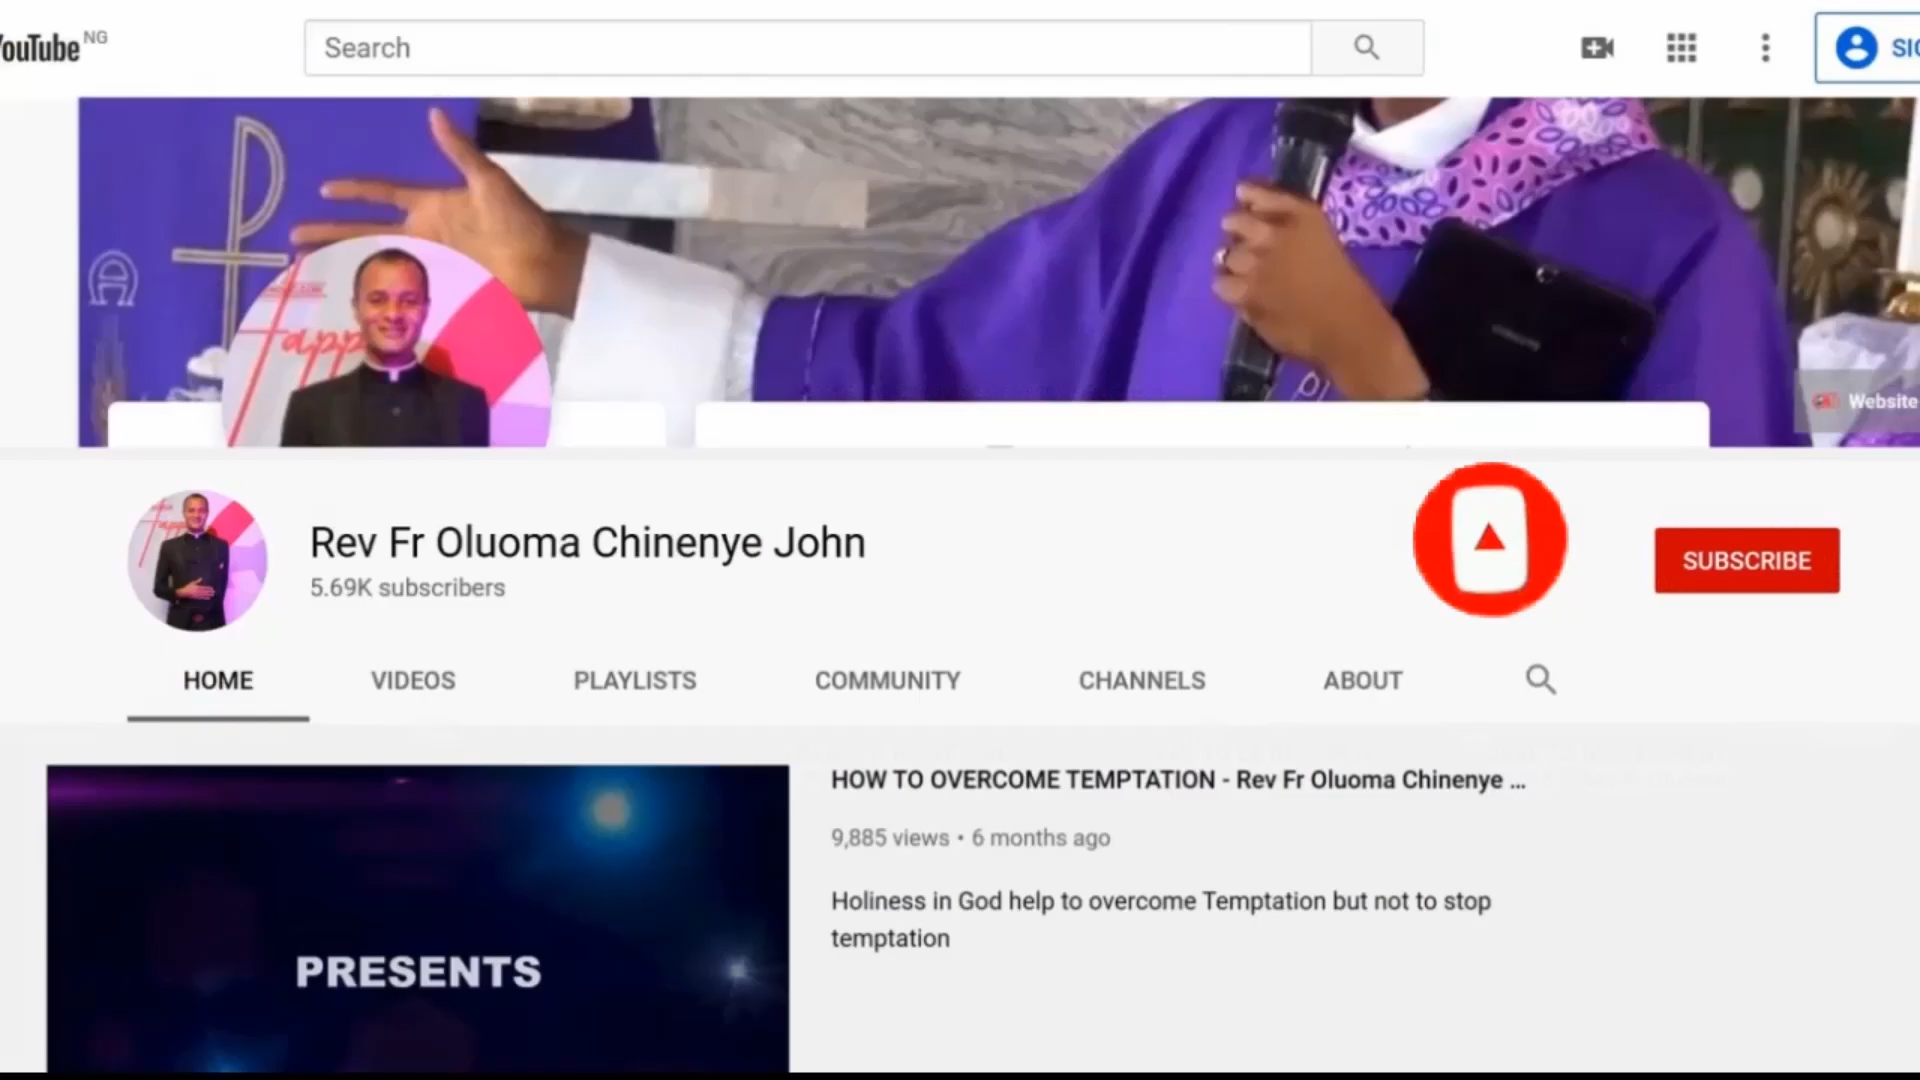 YouTube NG
Search
SIG
Website
Rev Fr Oluoma Chinenye John
5.69K subscribers
SUBSCRIBE
HOME VIDEOS PLAYLISTS COMMUNITY CHANNELS ABOUT
HOW TO OVERCOME TEMPTATION - Rev Fr Oluoma Chinenye ...
9,885 views • 6 months ago
Holiness in God help to overcome Temptation but not to stop
temptation
PRESENTS